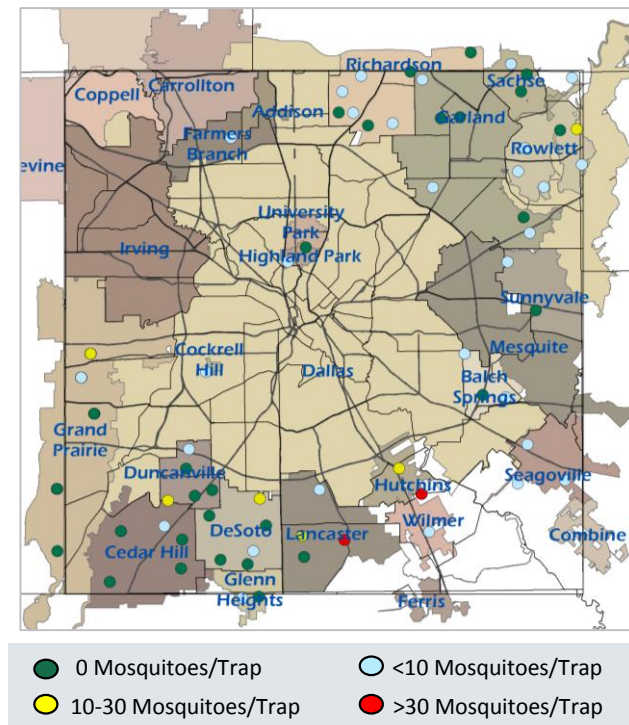 Richardson
Sachse
Carrollton
Coppell
Addison
Garland
Farmers
Branch
Rowlett
evine
University
Park
Irving
Highland Park
Sunnyvale
Mesquite
Cockrell
Hill
Dallas
Balch
Springs
Grand
Prairie
Duncanville
Hutchins
Seagoville
Wilmer
DeSoto
Lancaster
Combine
Cedar Hill
Glenn
Heights
Ferris
0 Mosquitoes/Trap
<10 Mosquitoes/Trap
10-30 Mosquitoes/Trap
>30 Mosquitoes/Trap